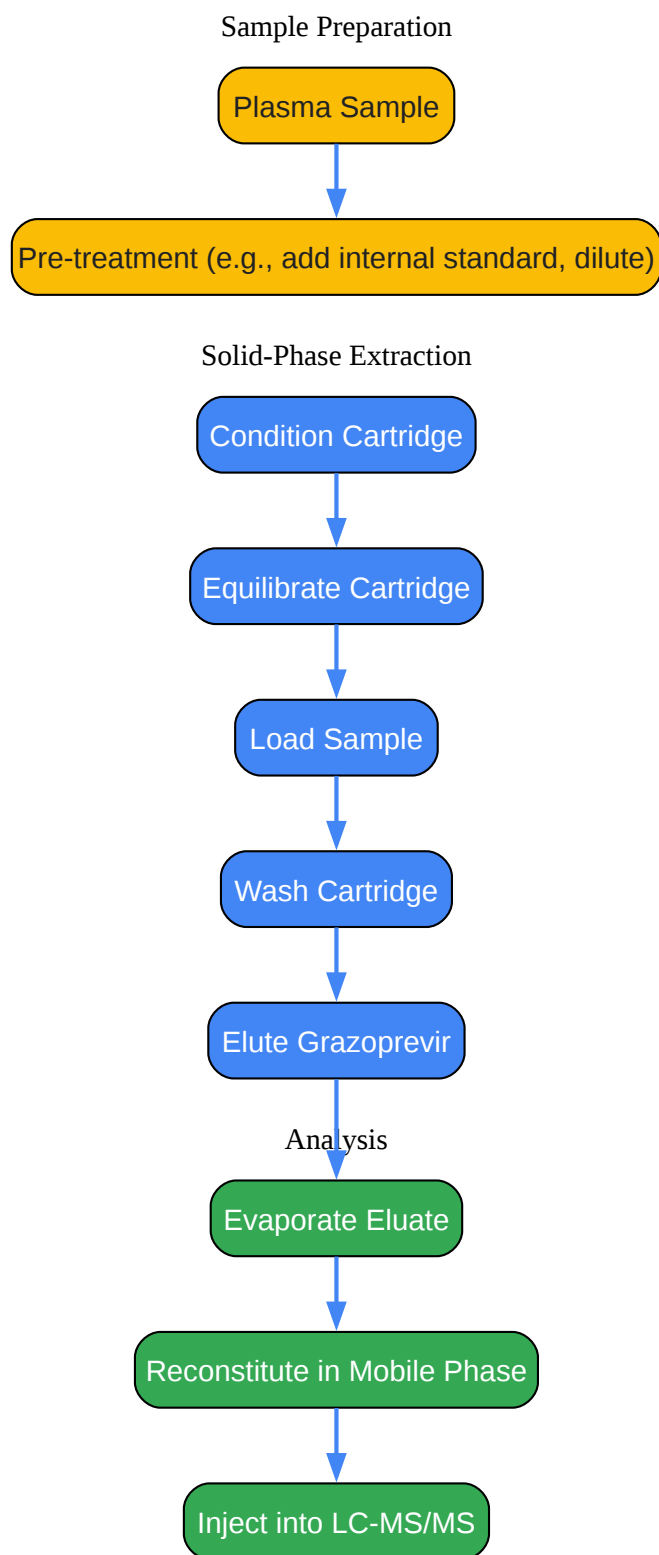 Sample Preparation
Plasma Sample
Pre-treatment (e.g., add internal standard, dilute)
Solid-Phase Extraction
Condition Cartridge
Equilibrate Cartridge
Load Sample
Wash Cartridge
Elute Grazoprevir
Analysis
Evaporate Eluate
Reconstitute in Mobile Phase
Inject into LC-MS/MS